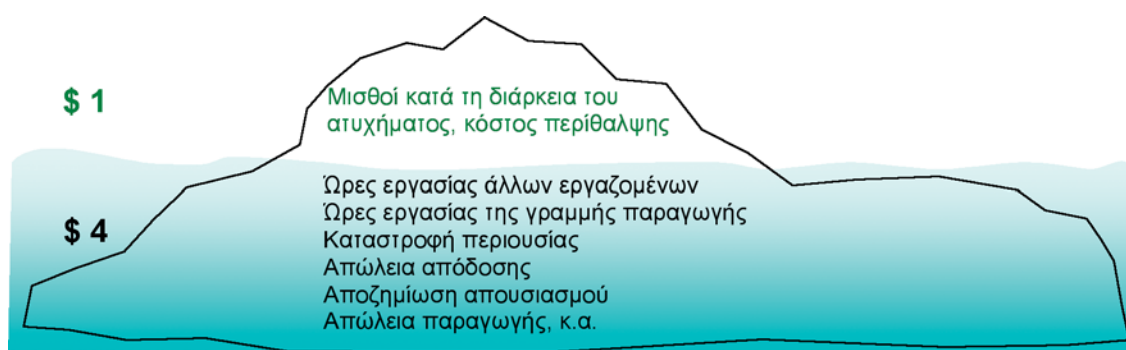 $ 1
Μισθοί κατά τη διάρκεια του
ατυχήματος, κόστος περίθαλψης
Ώρες εργασίας άλλων εργαζομένων
Ώρες εργασίας της γραμμής παραγωγής
$ 4
Καταστροφή περιουσίας
Απώλεια απόδοσης
Αποζημίωση απουσιασμού
Απώλεια παραγωγής, κ.α.